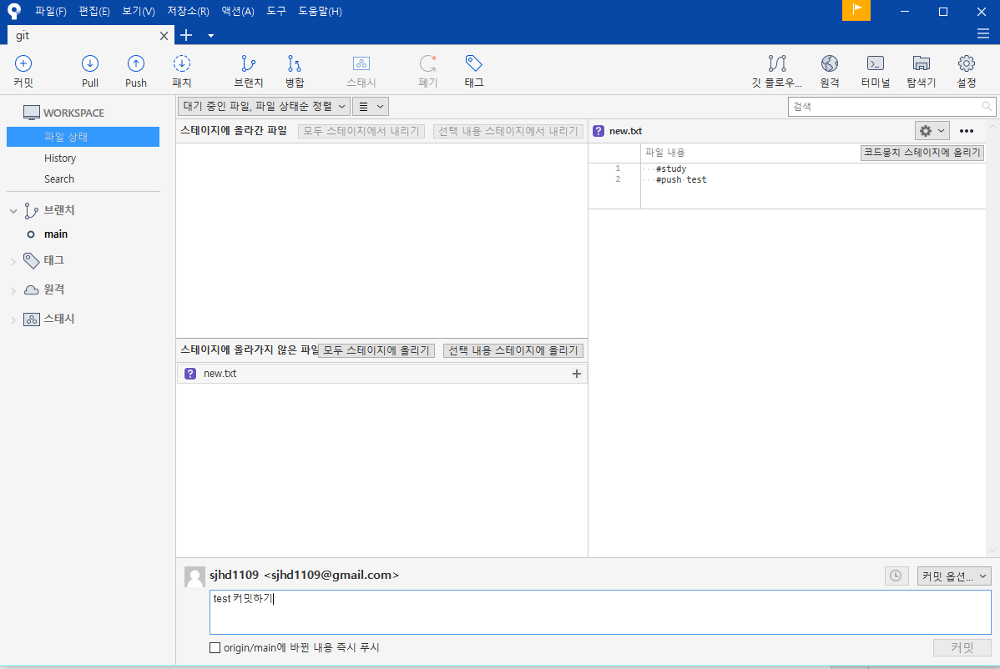 파일(F) 편집(E) 보기(V) 저장소(R) 액션(A) 도구 도움말(H)
git
커밋 Pull Push 패치 브랜치 병합 스태시 폐기 태그 깃 플로우... 원격 터미널 탐색기 설정
WORKSPACE
파일 상태
History
Search
브랜치
main
태그
원격
스태시
대기 중인 파일, 파일 상태순 정렬
검색
스테이지에 올라간 파일 모두 스테이지에서 내리기 선택 내용 스테이지에서 내리기
스테이지에 올라가지 않은 파일 모두 스테이지에 올리기 선택 내용 스테이지에 올리기
new.txt
new.txt
파일 내용 코드뭉치 스테이지에 올리기
1 ···#study
2 ···#push·test
sjhd1109 <sjhd1109@gmail.com>
커밋 옵션...
test 커밋하기
origin/main에 바뀐 내용 즉시 푸시
커밋